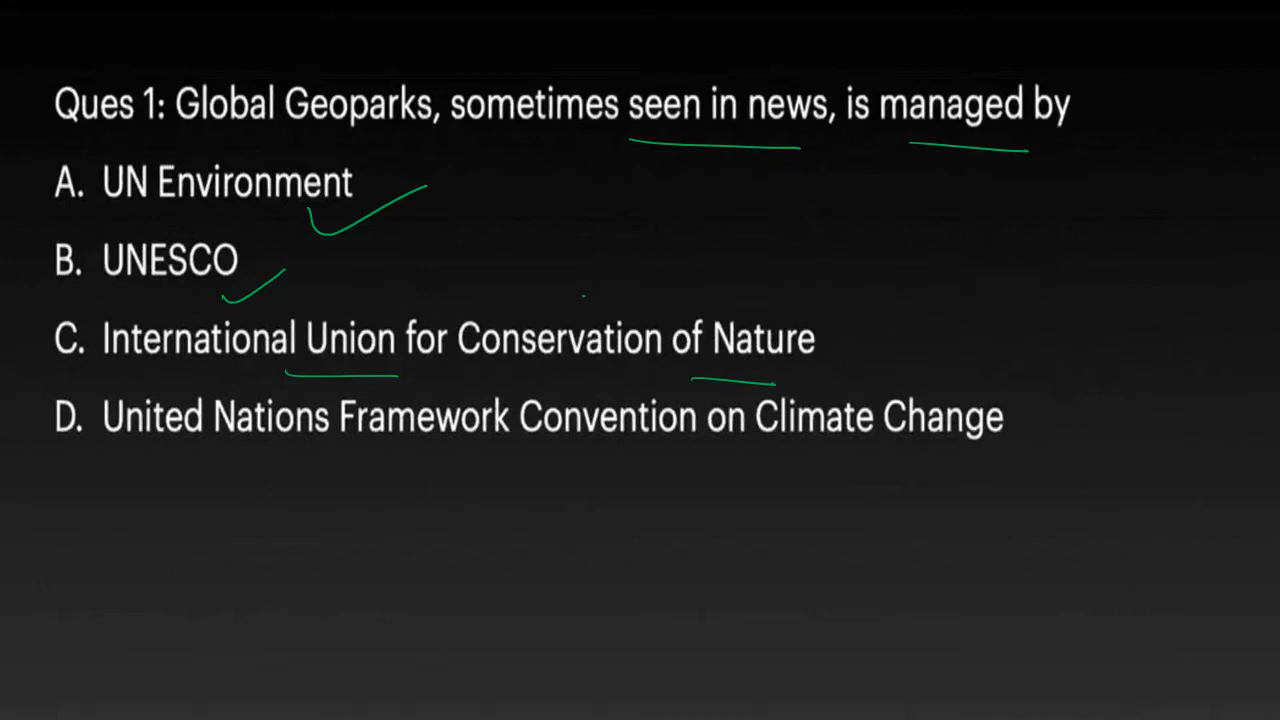 Ques 1: Global Geoparks, sometimes seen in news, is managed by
A. UN Environment
B. UNESCO
C. International Union for Conservation of Nature
D. United Nations Framework Convention on Climate Change